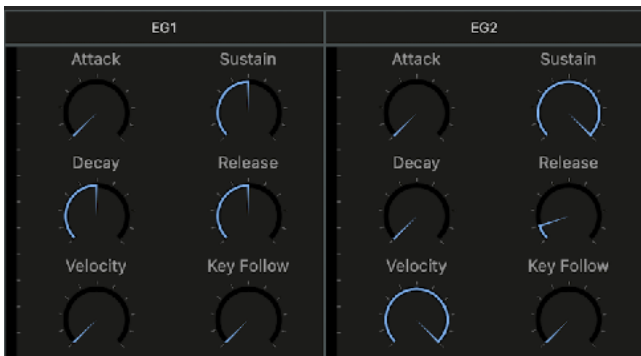 EG1
EG2
Attack Sustain
Attack Sustain
Decay Release
Decay Release
Velocity Key Follow
Velocity Key Follow